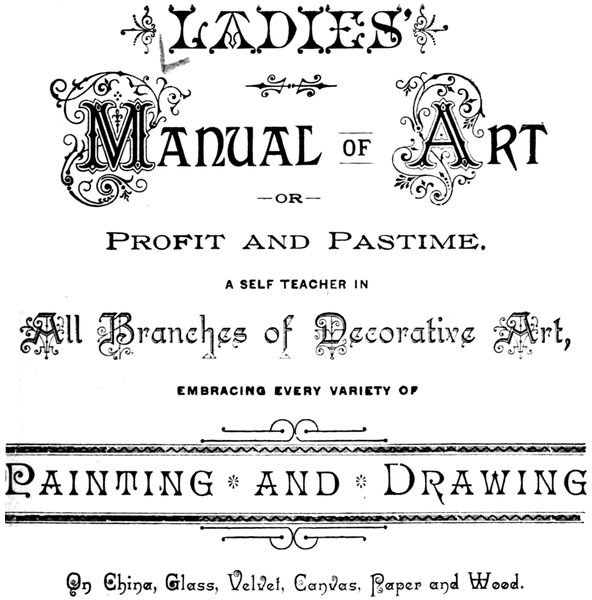 LADIES'
MANUAL OF ART
—OR—
PROFIT AND PASTIME.
A SELF TEACHER IN
All Branches of Decorative Art,
EMBRACING EVERY VARIETY OF
PAINTING * AND * DRAWING
On China, Glass, Velvet, Canvas, Paper and Wood.